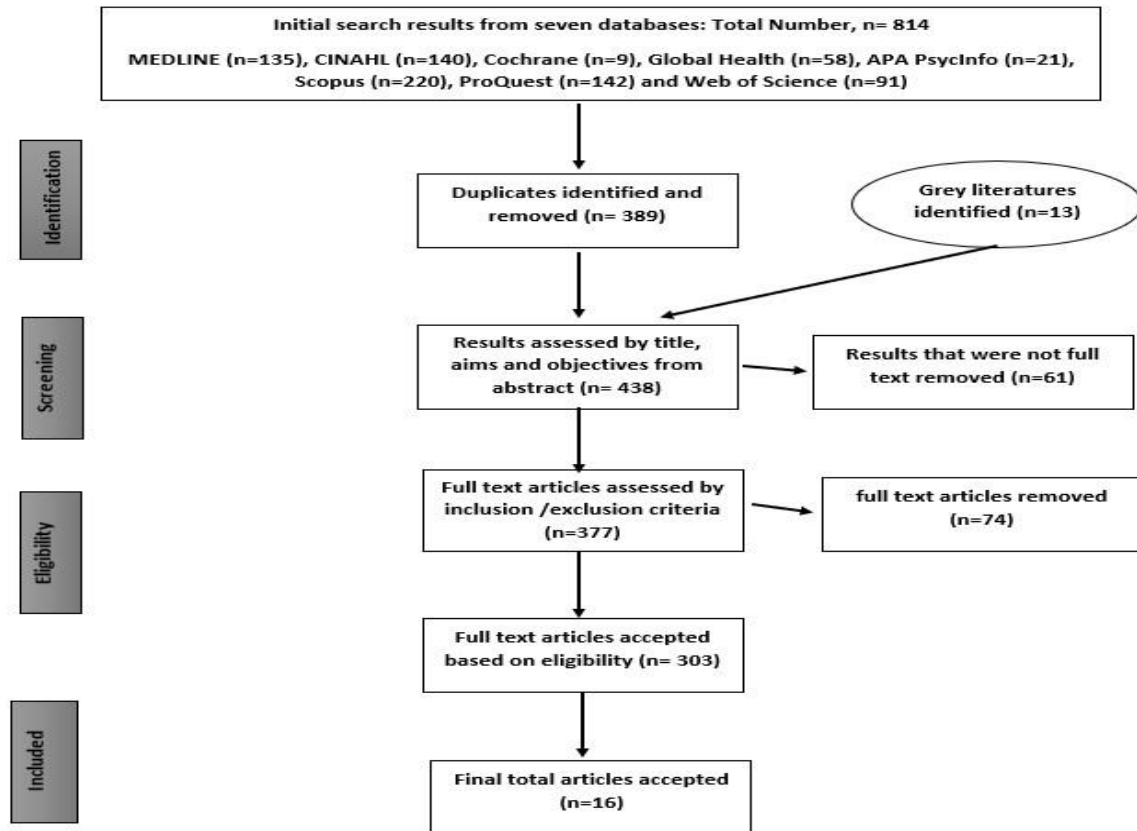 Initial search results from seven databases: Total Number, n= 814
MEDLINE (n=135), CINAHL (n=140), Cochrane (n=9), Global Health (n=58), APA PsycInfo (n=21),
Scopus (n=220), ProQuest (n=142) and Web of Science (n=91)
Identification
Duplicates identified and
removed (n= 389)
Grey literatures
identified (n=13)
Screening
Results assessed by title,
aims and objectives from
abstract (n= 438)
Results that were not full
text removed (n=61)
Eligibility
Full text articles assessed by
inclusion /exclusion criteria
(n=377)
full text articles removed
(n=74)
Full text articles accepted
based on eligibility (n= 303)
Included
Final total articles accepted
(n=16)